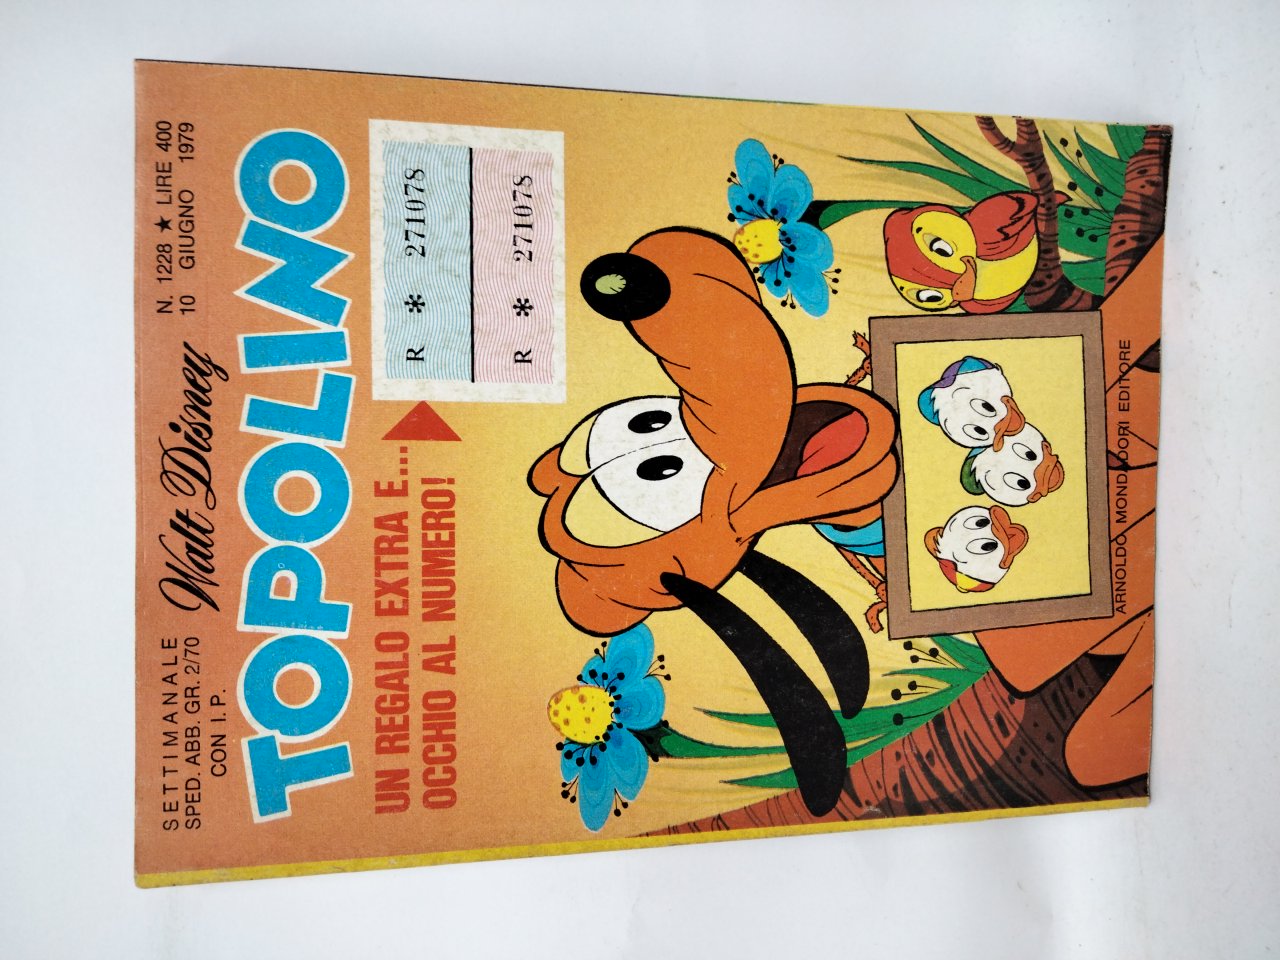 SETTIMANALE
SPED. ABB. GR. 2/70
CON I.P.
Walt Disney
N. 1228 ★ LIRE 400
10 GIUGNO 1979
TOPOLINO
UN REGALO EXTRA E...
OCCHIO AL NUMERO!
R * 271078
R * 271078
ARNOLDO MONDADORI EDITORE